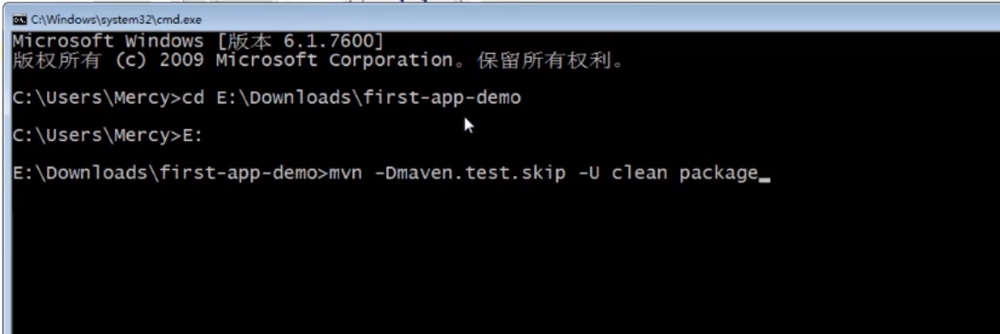 C:\Windows\system32\cmd.exe
Microsoft Windows [版本 6.1.7600]
版权所有 (c) 2009 Microsoft Corporation。保留所有权利。
C:\Users\Mercy>cd E:\Downloads\first-app-demo
C:\Users\Mercy>E:
E:\Downloads\first-app-demo>mvn -Dmaven.test.skip -U clean package